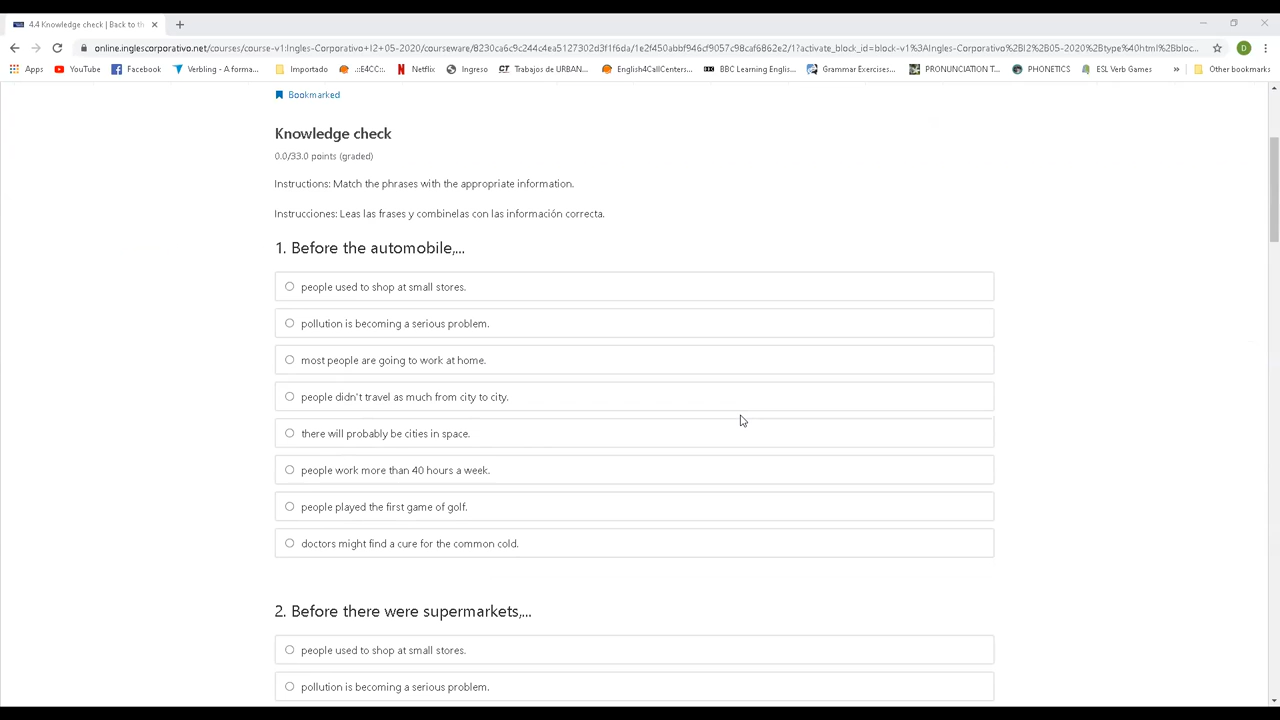 4.4 Knowledge check | Back to th
online.inglescorporativo.net/courses/course-v1:Ingles-Corporativo+I2+05-2020/courseware/8230ca6c9c244c4ea5127302d3f1f6da/1e2f450abbf946cf9057c98cafd262e2/1?activate_block_id=block-v1%3AIngles-Corporativo%2BI2%2B05-2020%2Btype%40html%2Bbloc...
D
Apps YouTube Facebook Verbling - A forma... Importado .::E4CC::. Netflix Ingreso Trabajos de URBAN... English4CallCenters,... BBC Learning Englis... Grammar Exercises... PRONUNCIATION T... PHONETICS ESL Verb Games » Other bookmarks
Bookmarked
Knowledge check
0.0/33.0 points (graded)
Instructions: Match the phrases with the appropriate information.
Instrucciones: Leas las frases y combinelas con las información correcta.
1. Before the automobile,...
people used to shop at small stores.
pollution is becoming a serious problem.
most people are going to work at home.
people didn't travel as much from city to city.
there will probably be cities in space.
people work more than 40 hours a week.
people played the first game of golf.
doctors might find a cure for the common cold.
2. Before there were supermarkets,...
people used to shop at small stores.
pollution is becoming a serious problem.